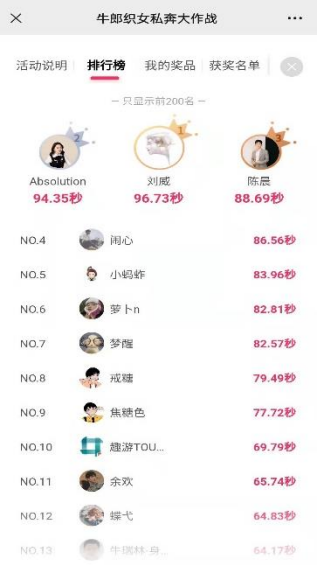 牛郎织女私奔大作战
活动说明 排行榜 我的奖品 获奖名单
只显示前200名
2 1 3
Absolution 刘威 陈晨
94.35秒 96.73秒 88.69秒
NO.4 闲心 86.56秒
NO.5 小蚂蚱 83.96秒
NO.6 萝卜n 82.81秒
NO.7 梦醒 82.57秒
NO.8 戒糖 79.49秒
NO.9 焦糖色 77.72秒
NO.10 趣游TOU... 69.79秒
NO.11 余欢 65.74秒
NO.12 蝶弋 64.83秒
NO.13 牛瑞林·身... 64.17秒